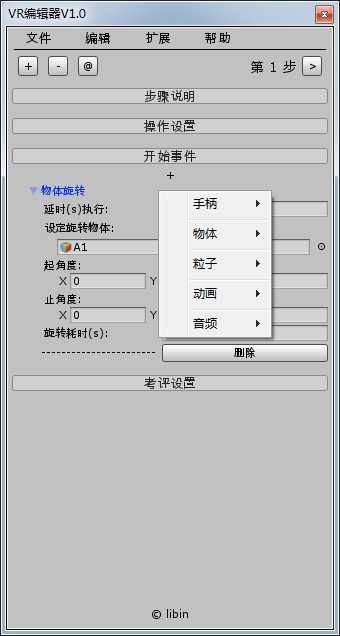 VR编辑器V1.0
文件 编辑 扩展 帮助
+ - @ 第 1 步 >
步骤说明
操作设置
开始事件
+
物体旋转
延时(s)执行:
设定旋转物体:
A1
起角度:
X 0 Y
止角度:
X 0 Y
旋转耗时(s):
删除
手柄
物体
粒子
动画
音频
考评设置
© libin